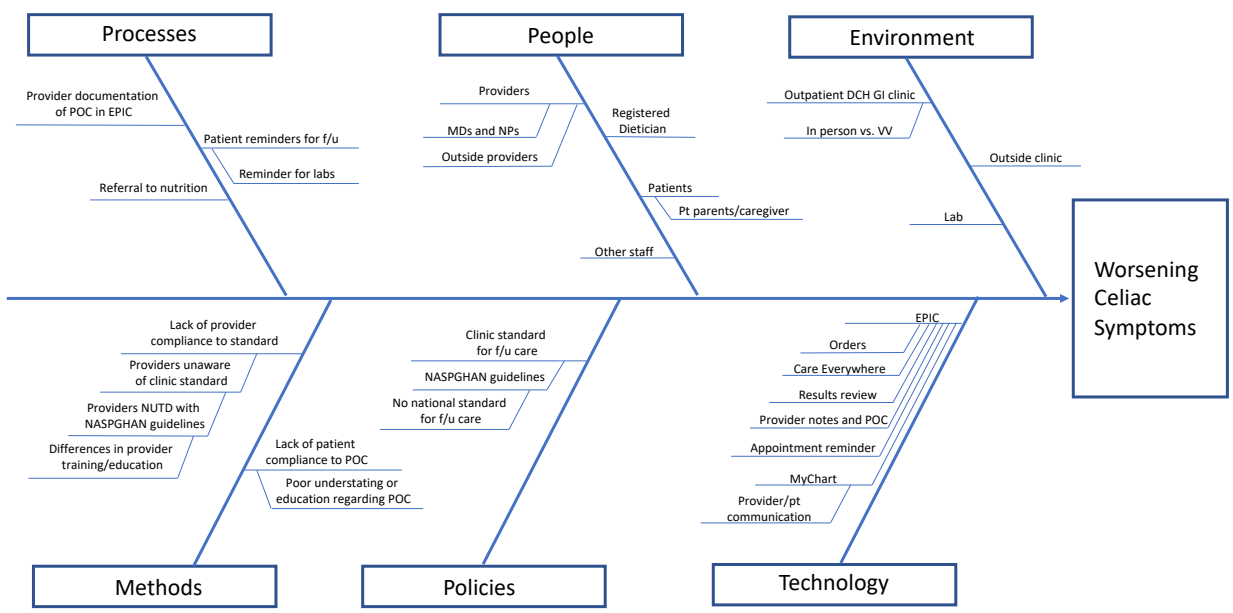 Processes
People
Environment
Provider documentation
of POC in EPIC
Patient reminders for f/u
Reminder for labs
Referral to nutrition
Providers
MDs and NPs
Outside providers
Registered
Dietician
Patients
Pt parents/caregiver
Other staff
Outpatient DCH GI clinic
In person vs. VV
Outside clinic
Lab
Worsening
Celiac
Symptoms
Lack of provider
compliance to standard
Providers unaware
of clinic standard
Providers NUTD with
NASPGHAN guidelines
Differences in provider
training/education
Lack of patient
compliance to POC
Poor understating or
education regarding POC
Clinic standard
for f/u care
NASPGHAN guidelines
No national standard
for f/u care
EPIC
Orders
Care Everywhere
Results review
Provider notes and POC
Appointment reminder
MyChart
Provider/pt
communication
Methods
Policies
Technology